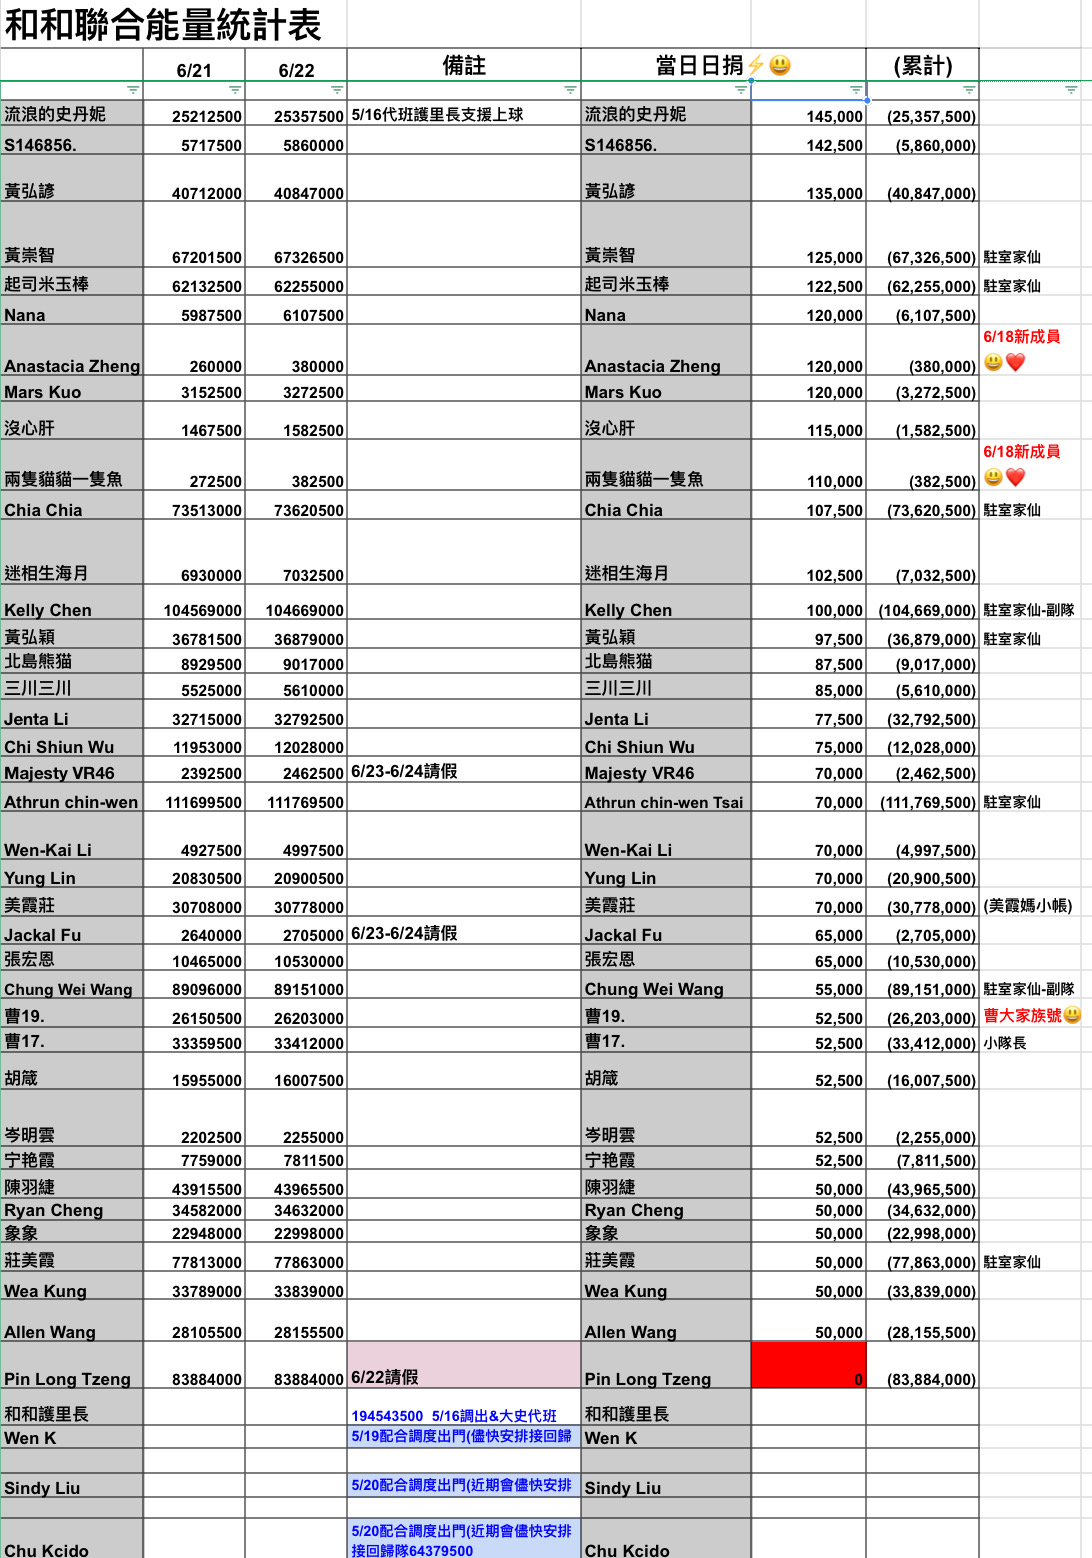 和和聯合能量統計表
6/21 6/22 備註 當日日捐⚡😃 (累計)
流浪的史丹妮 25212500 25357500 5/16代班護里長支援上球 流浪的史丹妮 145,000 (25,357,500)
S146856. 5717500 5860000 S146856. 142,500 (5,860,000)
黃弘諺 40712000 40847000 黃弘諺 135,000 (40,847,000)
黃崇智 67201500 67326500 黃崇智 125,000 (67,326,500) 駐室家仙
起司米玉棒 62132500 62255000 起司米玉棒 122,500 (62,255,000) 駐室家仙
Nana 5987500 6107500 Nana 120,000 (6,107,500)
6/18新成員
Anastacia Zheng 260000 380000 Anastacia Zheng 120,000 (380,000) 😃❤️
Mars Kuo 3152500 3272500 Mars Kuo 120,000 (3,272,500)
沒心肝 1467500 1582500 沒心肝 115,000 (1,582,500)
6/18新成員
兩隻貓貓一隻魚 272500 382500 兩隻貓貓一隻魚 110,000 (382,500) 😃❤️
Chia Chia 73513000 73620500 Chia Chia 107,500 (73,620,500) 駐室家仙
迷相生海月 6930000 7032500 迷相生海月 102,500 (7,032,500)
Kelly Chen 104569000 104669000 Kelly Chen 100,000 (104,669,000) 駐室家仙-副隊
黃弘穎 36781500 36879000 黃弘穎 97,500 (36,879,000) 駐室家仙
北島熊猫 8929500 9017000 北島熊猫 87,500 (9,017,000)
三川三川 5525000 5610000 三川三川 85,000 (5,610,000)
Jenta Li 32715000 32792500 Jenta Li 77,500 (32,792,500)
Chi Shiun Wu 11953000 12028000 Chi Shiun Wu 75,000 (12,028,000)
Majesty VR46 2392500 2462500 6/23-6/24請假 Majesty VR46 70,000 (2,462,500)
Athrun chin-wen 111699500 111769500 Athrun chin-wen Tsai 70,000 (111,769,500) 駐室家仙
Wen-Kai Li 4927500 4997500 Wen-Kai Li 70,000 (4,997,500)
Yung Lin 20830500 20900500 Yung Lin 70,000 (20,900,500)
美霞莊 30708000 30778000 美霞莊 70,000 (30,778,000) (美霞媽小帳)
Jackal Fu 2640000 2705000 6/23-6/24請假 Jackal Fu 65,000 (2,705,000)
張宏恩 10465000 10530000 張宏恩 65,000 (10,530,000)
Chung Wei Wang 89096000 89151000 Chung Wei Wang 55,000 (89,151,000) 駐室家仙-副隊
曹19. 26150500 26203000 曹19. 52,500 (26,203,000) 曹大家族號😃
曹17. 33359500 33412000 曹17. 52,500 (33,412,000) 小隊長
胡箴 15955000 16007500 胡箴 52,500 (16,007,500)
岑明雲 2202500 2255000 岑明雲 52,500 (2,255,000)
宁艳霞 7759000 7811500 宁艳霞 52,500 (7,811,500)
陳羽緁 43915500 43965500 陳羽緁 50,000 (43,965,500)
Ryan Cheng 34582000 34632000 Ryan Cheng 50,000 (34,632,000)
象象 22948000 22998000 象象 50,000 (22,998,000)
莊美霞 77813000 77863000 莊美霞 50,000 (77,863,000) 駐室家仙
Wea Kung 33789000 33839000 Wea Kung 50,000 (33,839,000)
Allen Wang 28105500 28155500 Allen Wang 50,000 (28,155,500)
Pin Long Tzeng 83884000 83884000 6/22請假 Pin Long Tzeng 0 (83,884,000)
和和護里長 194543500 5/16調出&大史代班 和和護里長
Wen K 5/19配合調度出門(儘快安排接回歸 Wen K
Sindy Liu 5/20配合調度出門(近期會儘快安排 Sindy Liu
5/20配合調度出門(近期會儘快安排
Chu Kcido 接回歸隊64379500 Chu Kcido